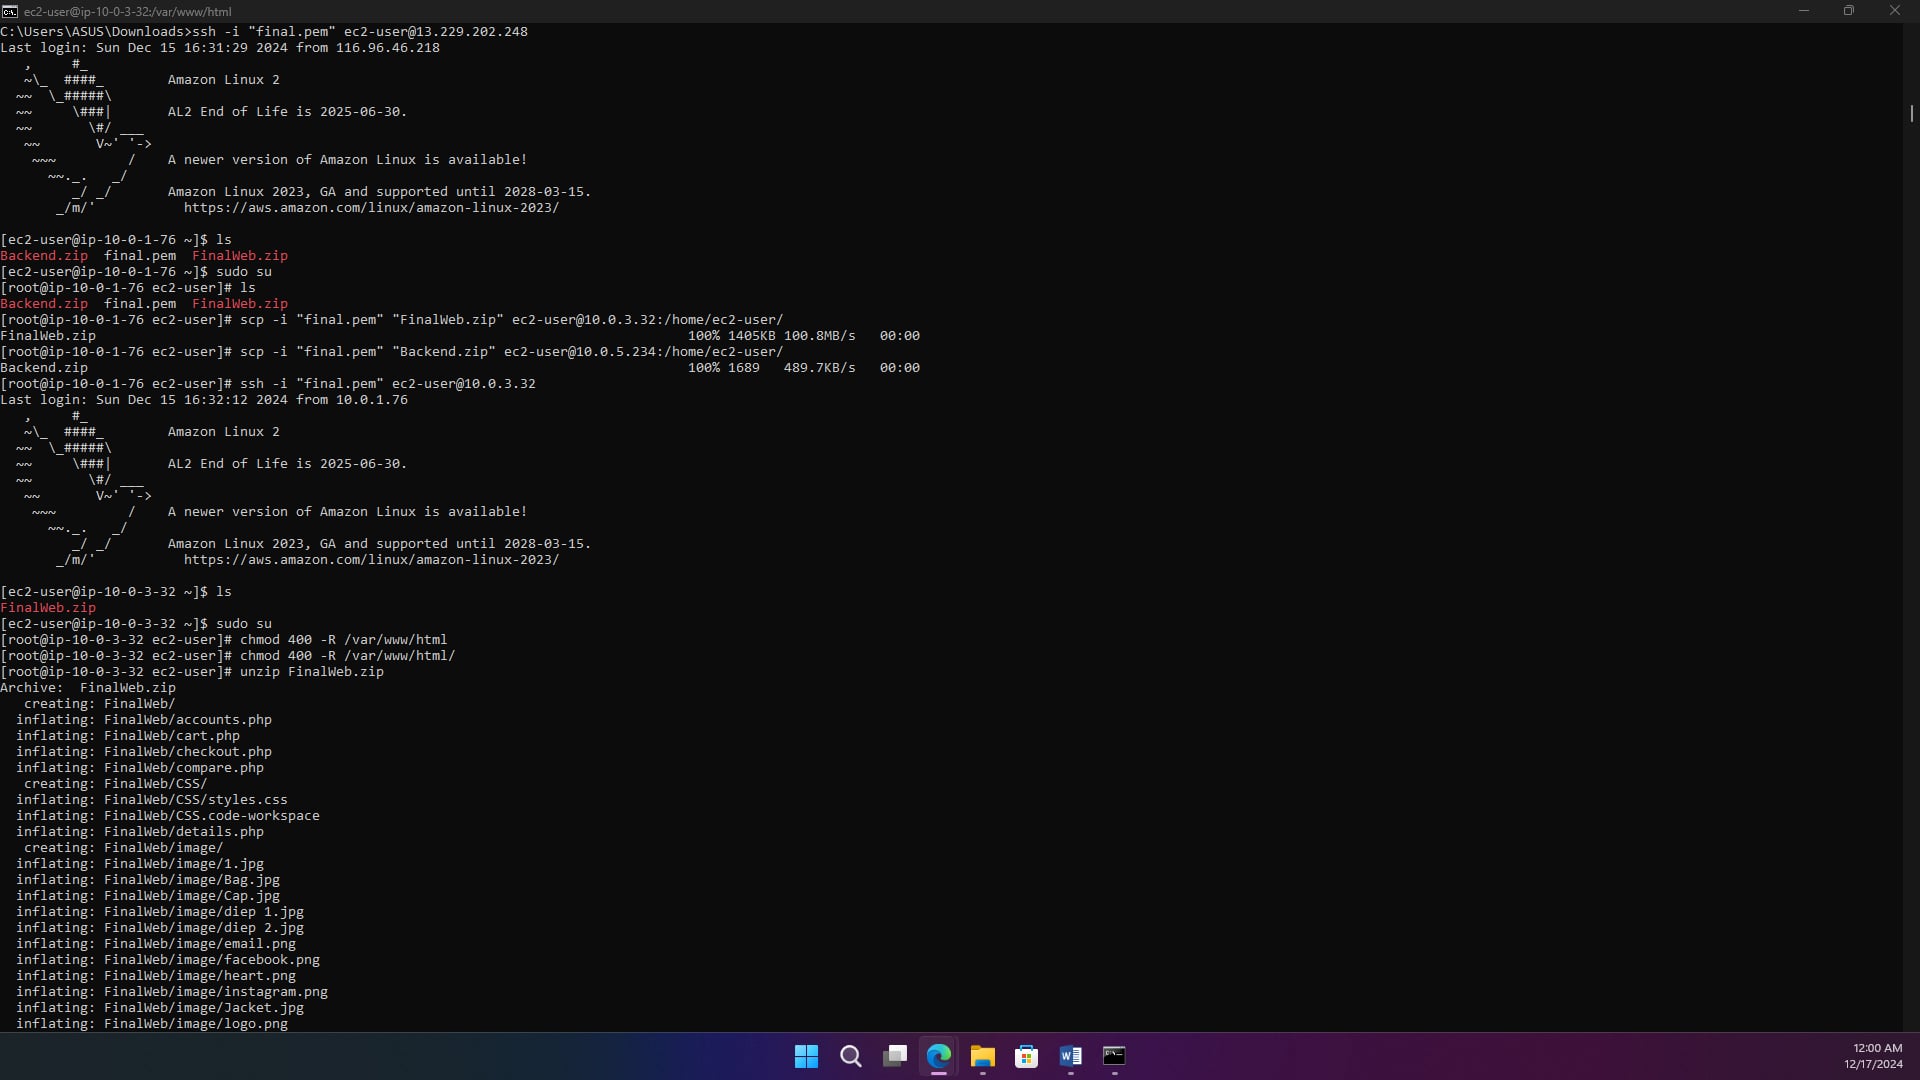 ec2-user@ip-10-0-3-32:/var/www/html
C:\Users\ASUS\Downloads>ssh -i "final.pem" ec2-user@13.229.202.248
Last login: Sun Dec 15 16:31:29 2024 from 116.96.46.218
   ,     #_
   ~\_  ####_        Amazon Linux 2
  ~~  \_#####\
  ~~     \###|       AL2 End of Life is 2025-06-30.
  ~~       \#/ ___
   ~~       V~' '->
    ~~~         /    A newer version of Amazon Linux is available!
      ~~._.   _/
         _/ _/       Amazon Linux 2023, GA and supported until 2028-03-15.
       _/m/'           https://aws.amazon.com/linux/amazon-linux-2023/
[ec2-user@ip-10-0-1-76 ~]$ ls
Backend.zip  final.pem  FinalWeb.zip
[ec2-user@ip-10-0-1-76 ~]$ sudo su
[root@ip-10-0-1-76 ec2-user]# ls
Backend.zip  final.pem  FinalWeb.zip
[root@ip-10-0-1-76 ec2-user]# scp -i "final.pem" "FinalWeb.zip" ec2-user@10.0.3.32:/home/ec2-user/
FinalWeb.zip                                                                          100% 1405KB 100.8MB/s   00:00
[root@ip-10-0-1-76 ec2-user]# scp -i "final.pem" "Backend.zip" ec2-user@10.0.5.234:/home/ec2-user/
Backend.zip                                                                           100% 1689   489.7KB/s   00:00
[root@ip-10-0-1-76 ec2-user]# ssh -i "final.pem" ec2-user@10.0.3.32
Last login: Sun Dec 15 16:32:12 2024 from 10.0.1.76
   ,     #_
   ~\_  ####_        Amazon Linux 2
  ~~  \_#####\
  ~~     \###|       AL2 End of Life is 2025-06-30.
  ~~       \#/ ___
   ~~       V~' '->
    ~~~         /    A newer version of Amazon Linux is available!
      ~~._.   _/
         _/ _/       Amazon Linux 2023, GA and supported until 2028-03-15.
       _/m/'           https://aws.amazon.com/linux/amazon-linux-2023/
[ec2-user@ip-10-0-3-32 ~]$ ls
FinalWeb.zip
[ec2-user@ip-10-0-3-32 ~]$ sudo su
[root@ip-10-0-3-32 ec2-user]# chmod 400 -R /var/www/html
[root@ip-10-0-3-32 ec2-user]# chmod 400 -R /var/www/html/
[root@ip-10-0-3-32 ec2-user]# unzip FinalWeb.zip
Archive:  FinalWeb.zip
   creating: FinalWeb/
  inflating: FinalWeb/accounts.php
  inflating: FinalWeb/cart.php
  inflating: FinalWeb/checkout.php
  inflating: FinalWeb/compare.php
   creating: FinalWeb/CSS/
  inflating: FinalWeb/CSS/styles.css
  inflating: FinalWeb/CSS.code-workspace
  inflating: FinalWeb/details.php
   creating: FinalWeb/image/
  inflating: FinalWeb/image/1.jpg
  inflating: FinalWeb/image/Bag.jpg
  inflating: FinalWeb/image/Cap.jpg
  inflating: FinalWeb/image/diep 1.jpg
  inflating: FinalWeb/image/diep 2.jpg
  inflating: FinalWeb/image/email.png
  inflating: FinalWeb/image/facebook.png
  inflating: FinalWeb/image/heart.png
  inflating: FinalWeb/image/instagram.png
  inflating: FinalWeb/image/Jacket.jpg
  inflating: FinalWeb/image/logo.png
12:00 AM
12/17/2024